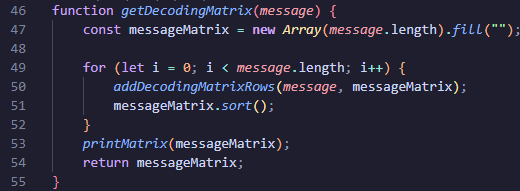 46 function getDecodingMatrix(message) {
47     const messageMatrix = new Array(message.length).fill("");
48
49     for (let i = 0; i < message.length; i++) {
50         addDecodingMatrixRows(message, messageMatrix);
51         messageMatrix.sort();
52     }
53     printMatrix(messageMatrix);
54     return messageMatrix;
55 }